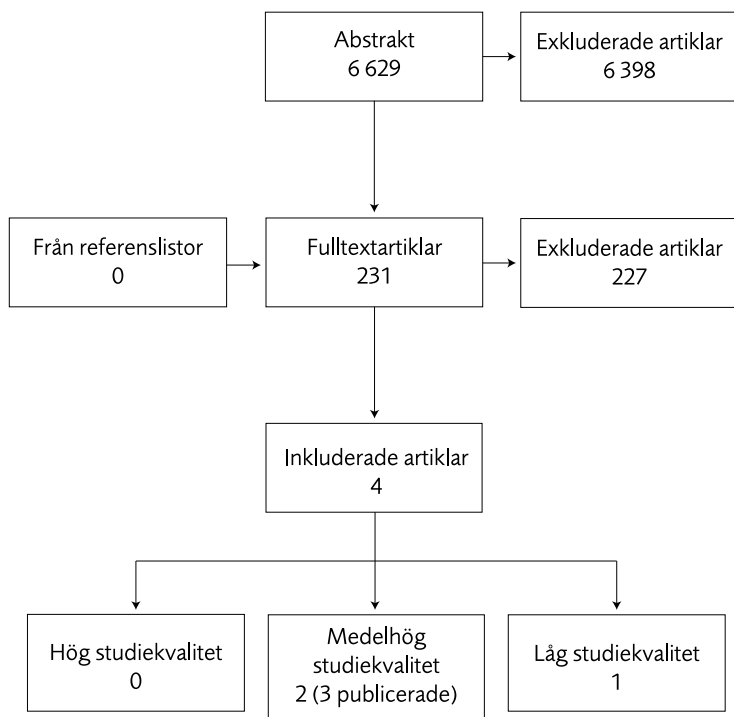 Abstrakt
6 629
Exkluderade artiklar
6 398
Från referenslistor
0
Fulltextartiklar
231
Exkluderade artiklar
227
Inkluderade artiklar
4
Hög studiekvalitet
0
Medelhög
studiekvalitet
2 (3 publicerade)
Låg studiekvalitet
1